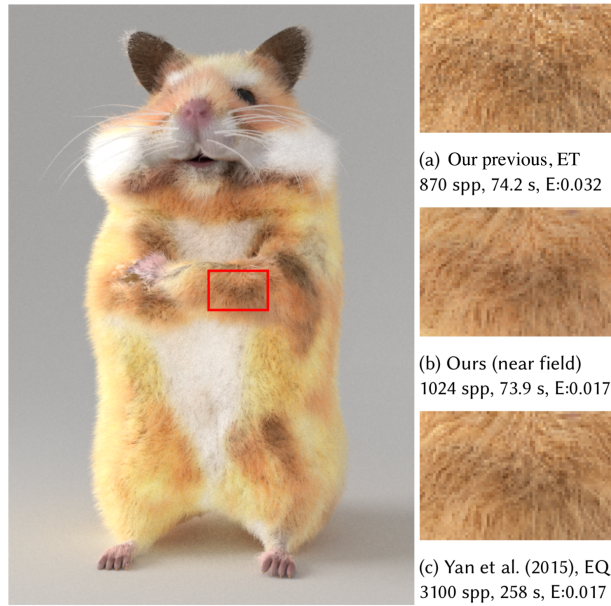 (a) Our previous, ET
870 spp, 74.2 s, E:0.032
(b) Ours (near field)
1024 spp, 73.9 s, E:0.017
(c) Yan et al. (2015), EQ
3100 spp, 258 s, E:0.017